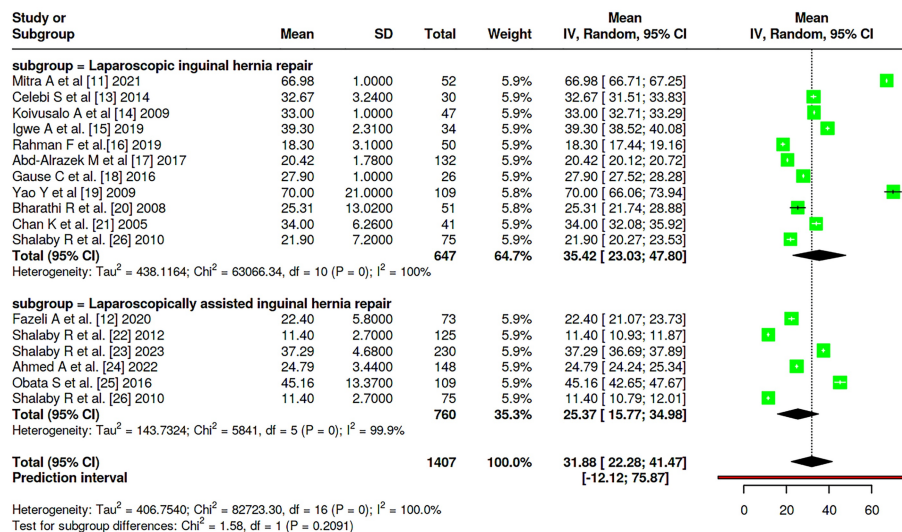 Study or Mean Mean
Subgroup Mean SD Total Weight IV, Random, 95% CI IV, Random, 95% CI
subgroup = Laparoscopic inguinal hernia repair
Mitra A et al [11] 2021 66.98 1.0000 52 5.9% 66.98 [66.71; 67.25]
Celebi S et al [13] 2014 32.67 3.2400 30 5.9% 32.67 [31.51; 33.83]
Koivusalo A et al [14] 2009 33.00 1.0000 47 5.9% 33.00 [32.71; 33.29]
Igwe A et al. [15] 2019 39.30 2.3100 34 5.9% 39.30 [38.52; 40.08]
Rahman F et al.[16] 2019 18.30 3.1000 50 5.9% 18.30 [17.44; 19.16]
Abd-Alrazek M et al [17] 2017 20.42 1.7800 132 5.9% 20.42 [20.12; 20.72]
Gause C et al. [18] 2016 27.90 1.0000 26 5.9% 27.90 [27.52; 28.28]
Yao Y et al [19] 2009 70.00 21.0000 109 5.8% 70.00 [66.06; 73.94]
Bharathi R et al. [20] 2008 25.31 13.0200 51 5.9% 25.31 [21.74; 28.88]
Chan K et al. [21] 2005 34.00 6.2600 41 5.9% 34.00 [32.08; 35.92]
Shalaby R et al. [26] 2010 21.90 7.2000 75 5.9% 21.90 [20.27; 23.53]
Total (95% CI) 647 64.7% 35.42 [ 23.03; 47.80]
Heterogeneity: Tau² = 438.1164; Chi² = 63066.34, df = 10 (P = 0); I² = 100%
subgroup = Laparoscopically assisted inguinal hernia repair
Fazeli A et al. [12] 2020 22.40 5.8000 73 5.9% 22.40 [21.07; 23.73]
Shalaby R et al. [22] 2012 11.40 2.7000 125 5.9% 11.40 [10.93; 11.87]
Shalaby R et al. [23] 2023 37.29 4.6800 230 5.9% 37.29 [36.69; 37.89]
Ahmed A et al. [24] 2022 24.79 3.4400 148 5.9% 24.79 [24.24; 25.34]
Obata S et al. [25] 2016 45.16 13.3700 109 5.9% 45.16 [42.65; 47.67]
Shalaby R et al. [26] 2010 11.40 2.7000 75 5.9% 11.40 [10.79; 12.01]
Total (95% CI) 760 35.3% 25.37 [ 15.77; 34.98]
Heterogeneity: Tau² = 143.7324; Chi² = 5841, df = 5 (P = 0); I² = 99.9%
Total (95% CI) 1407 100.0% 31.88 [ 22.28; 41.47]
Prediction interval [-12.12; 75.87]
0 20 40 60
Heterogeneity: Tau² = 406.7540; Chi² = 82723.30, df = 16 (P = 0); I² = 100.0%
Test for subgroup differences: Chi² = 1.58, df = 1 (P = 0.2091)